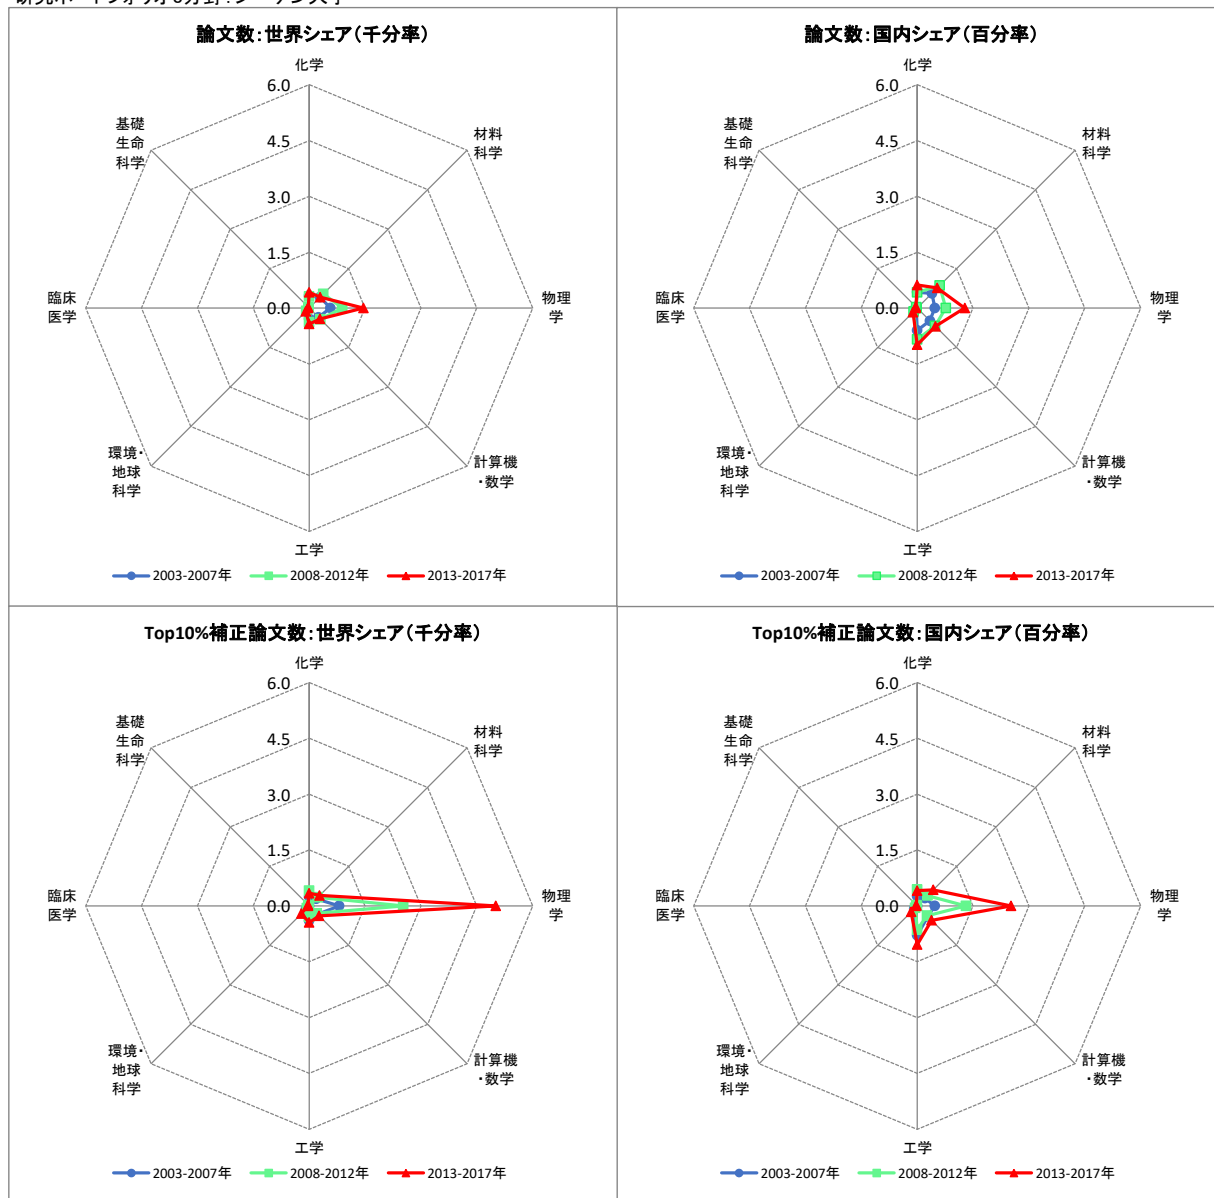 論文数：世界シェア（千分率）
化学
6.0
4.5
3.0
1.5
0.0
材料
科学
物理
学
計算機
・数学
工学
環境・
地球
科学
臨床
医学
基礎
生命
科学
2003-2007年
2008-2012年
2013-2017年
論文数：国内シェア（百分率）
化学
6.0
4.5
3.0
1.5
0.0
材料
科学
物理
学
計算機
・数学
工学
環境・
地球
科学
臨床
医学
基礎
生命
科学
2003-2007年
2008-2012年
2013-2017年
Top10%補正論文数：世界シェア（千分率）
化学
6.0
4.5
3.0
1.5
0.0
材料
科学
物理
学
計算機
・数学
工学
環境・
地球
科学
臨床
医学
基礎
生命
科学
2003-2007年
2008-2012年
2013-2017年
Top10%補正論文数：国内シェア（百分率）
化学
6.0
4.5
3.0
1.5
0.0
材料
科学
物理
学
計算機
・数学
工学
環境・
地球
科学
臨床
医学
基礎
生命
科学
2003-2007年
2008-2012年
2013-2017年